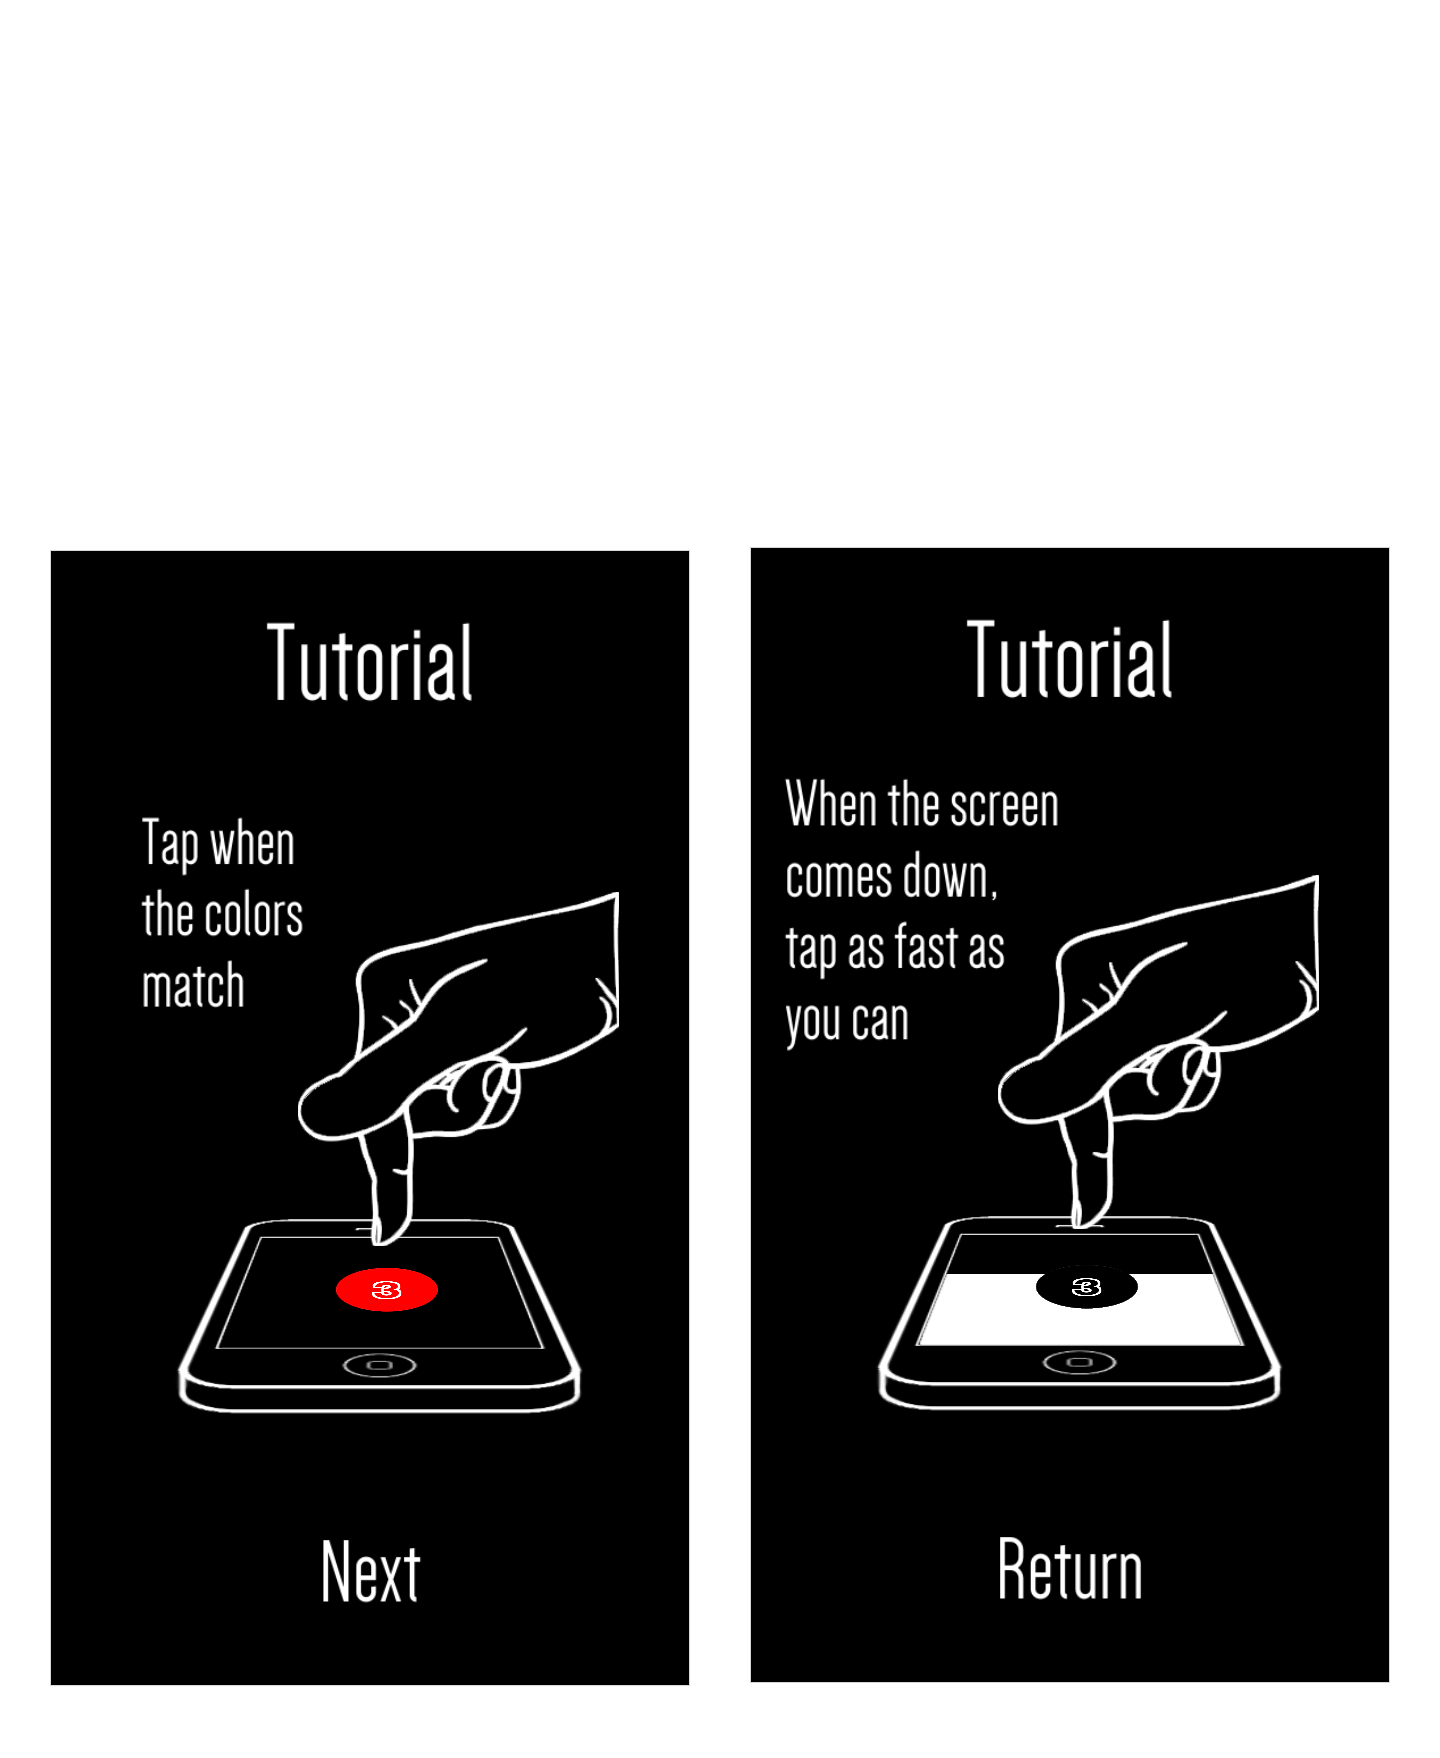 Tutorial
Tap when
the colors
match
3
Next
Tutorial
When the screen
comes down,
tap as fast as
you can
3
Return